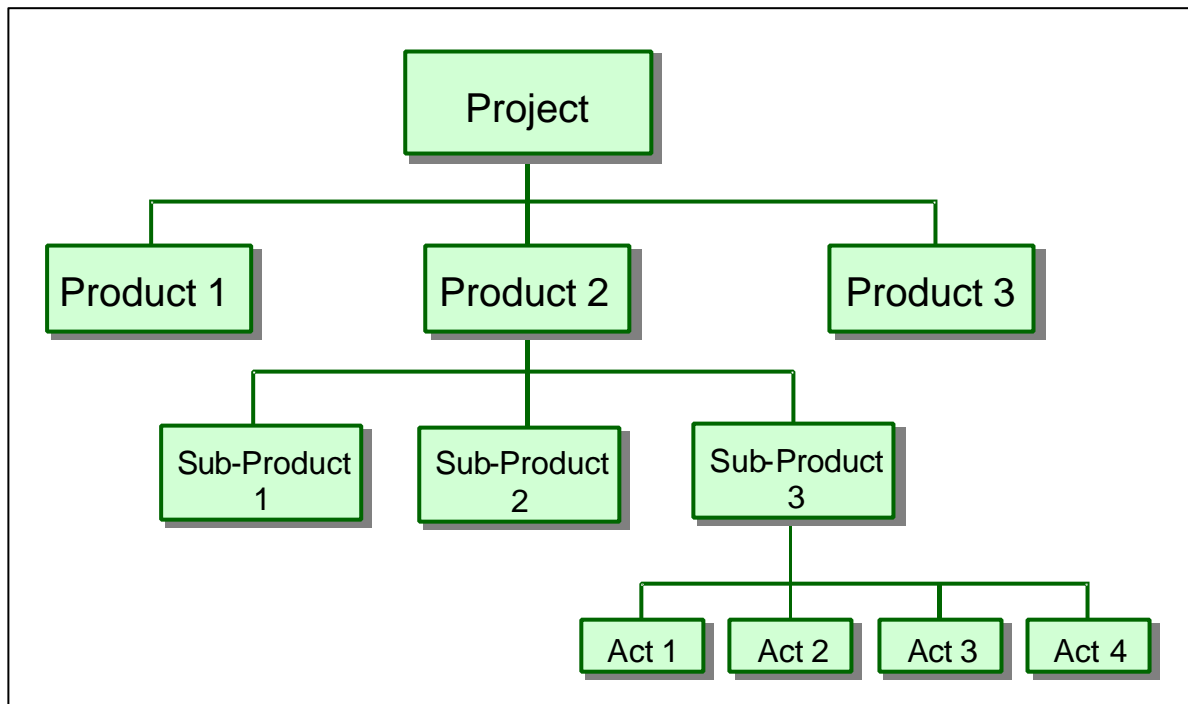 Project
Product 1
Product 2
Product 3
Sub-Product
1
Sub-Product
2
Sub-Product
3
Act 1
Act 2
Act 3
Act 4